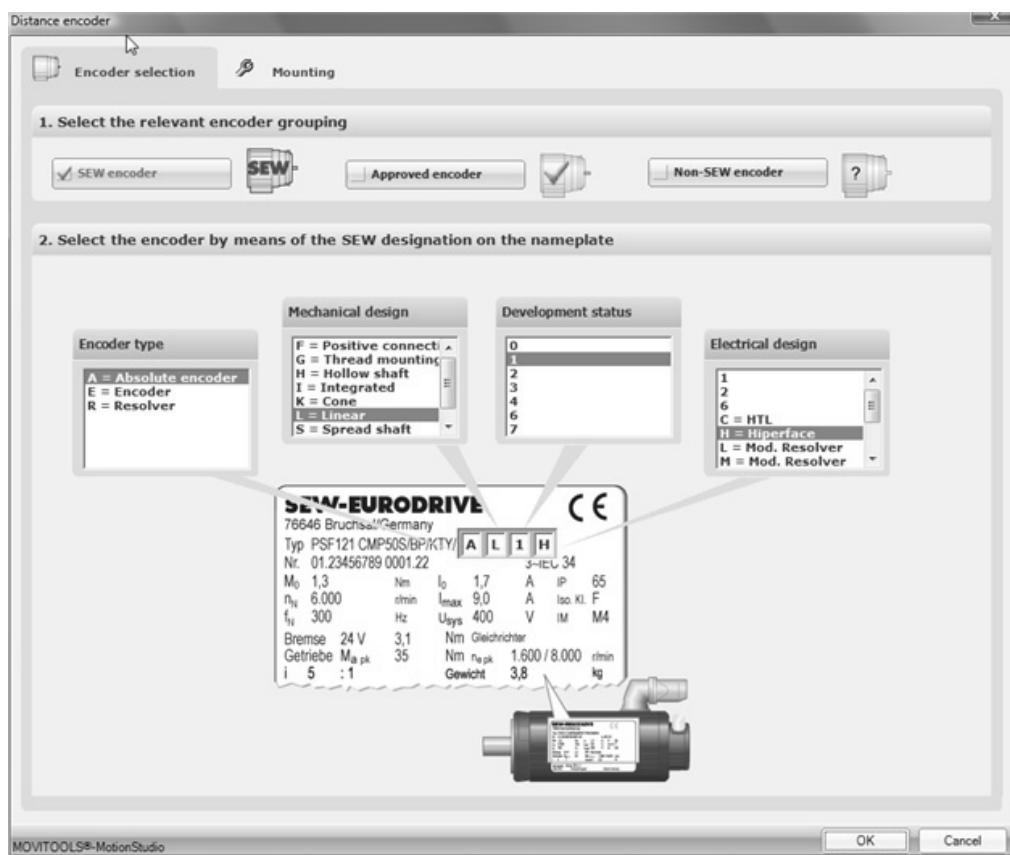 Distance encoder
Encoder selection
Mounting
1. Select the relevant encoder grouping
SEW encoder
SEW
Approved encoder
Non-SEW encoder
?
2. Select the encoder by means of the SEW designation on the nameplate
Encoder type
A = Absolute encoder
E = Encoder
R = Resolver
Mechanical design
F = Positive connecti
G = Thread mounting
H = Hollow shaft
I = Integrated
K = Cone
L = Linear
S = Spread shaft
Development status
0
1
2
3
4
6
7
Electrical design
1
2
6
C = HTL
H = Hiperface
L = Mod. Resolver
M = Mod. Resolver
SEW-EURODRIVE CE
76646 Bruchsal/Germany
Typ PSF121 CMP50S/BP/KTY/ A L 1 H
Nr. 01.23456789 0001.22 3~IEC 34
M0 1,3 Nm I0 1,7 A IP 65
nN 6.000 r/min Imax 9,0 A Iso. Kl. F
fN 300 Hz Usys 400 V IM M4
Bremse 24 V 3,1 Nm Gleichrichter
Getriebe Ma pk 35 Nm ne pk 1.600 / 8.000 r/min
i 5 :1 Gewicht 3,8 kg
SEW-EURODRIVE
OK
Cancel
MOVITOOLS®-MotionStudio